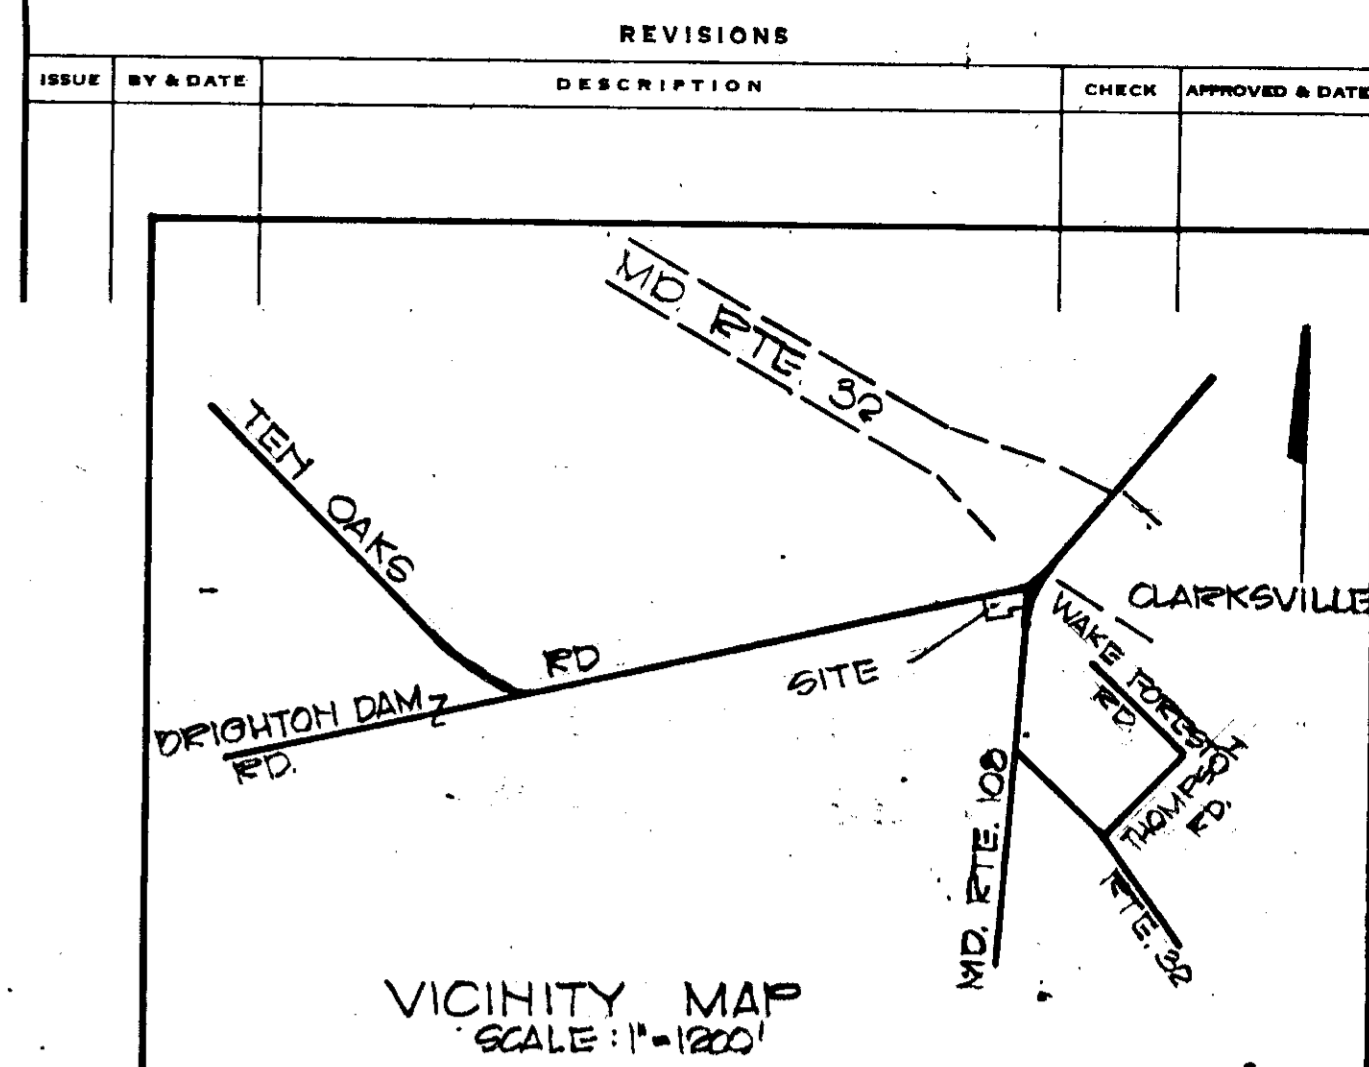 REVISIONS
ISSUE BY & DATE DESCRIPTION CHECK APPROVED & DATE
MD. RTE. 32
TEN OAKS
RD
CLARKSVILLE
WAKE FOREST
RD.
SITE
BRIGHTON DAM
RD.
THOMPSON
RD.
MD. RTE. 108
RTE. 32
VICINITY MAP
SCALE : 1"=1200'